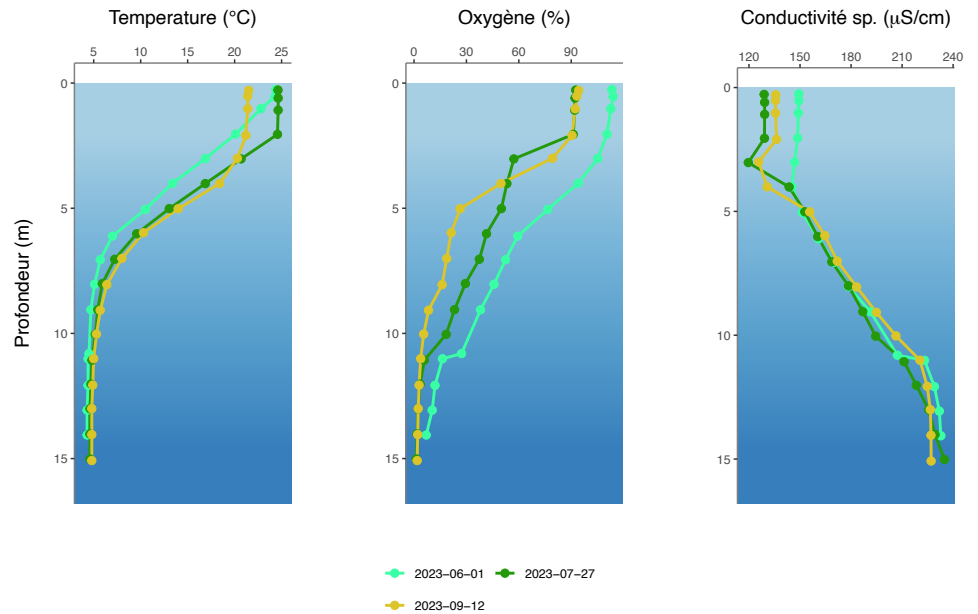 Temperature (°C)
Oxygène (%)
Conductivité sp. (μS/cm)
5 10 15 20 25
0 30 60 90
120 150 180 210 240
0
5
10
15
0
5
10
15
0
5
10
15
Profondeur (m)
2023−06−01
2023−07−27
2023−09−12